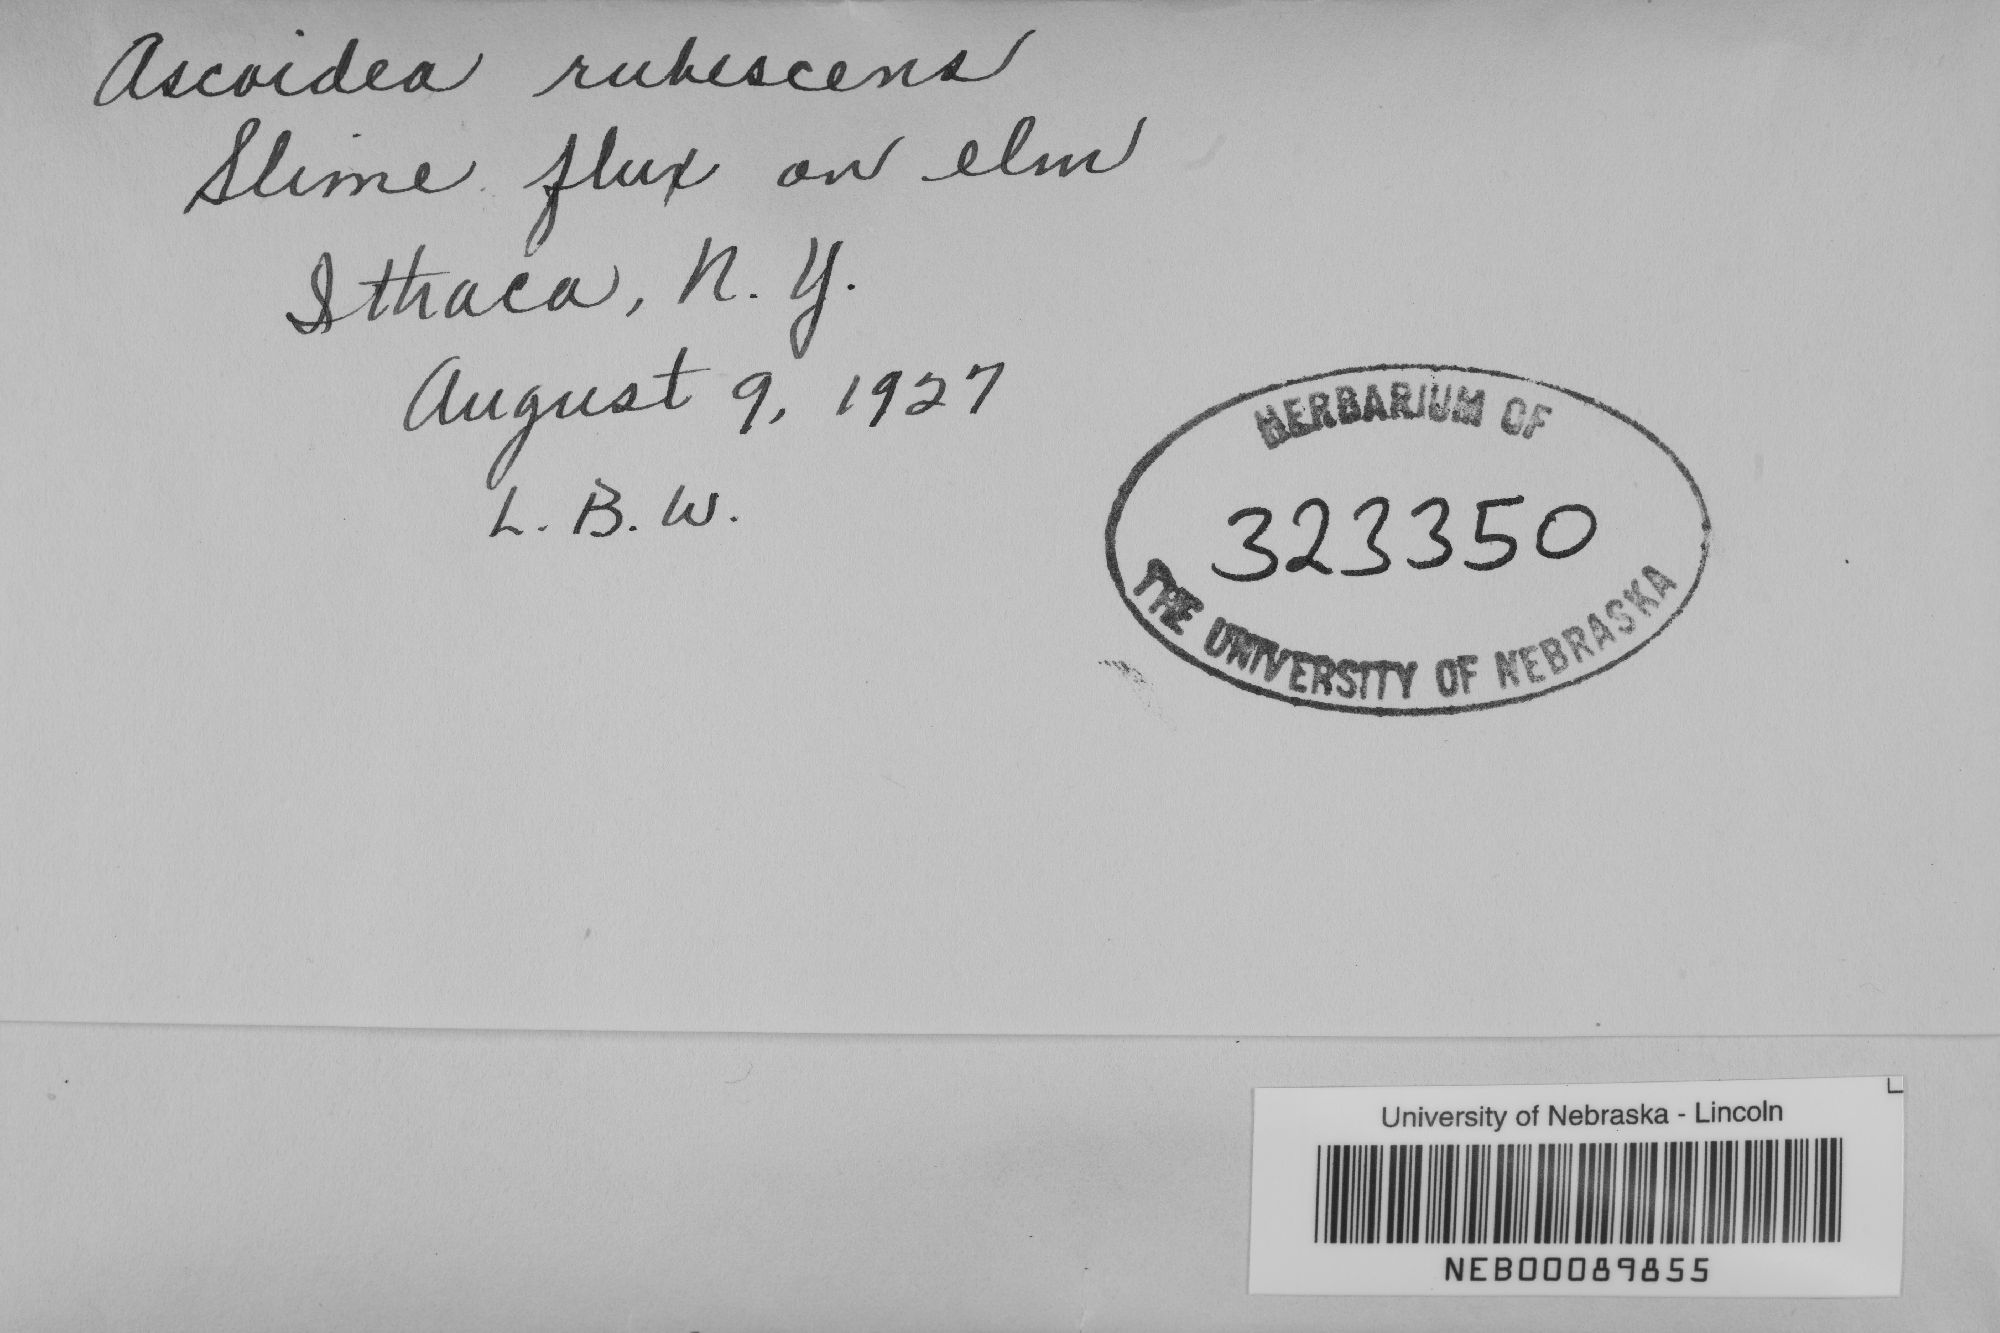 Ascoidea rubescens
Slime flux on elm
Ithaca, N. Y.
August 9, 1927
L. B. W.
HERBARIUM OF
323350
THE UNIVERSITY OF NEBRASKA
University of Nebraska - Lincoln
NEB00089855